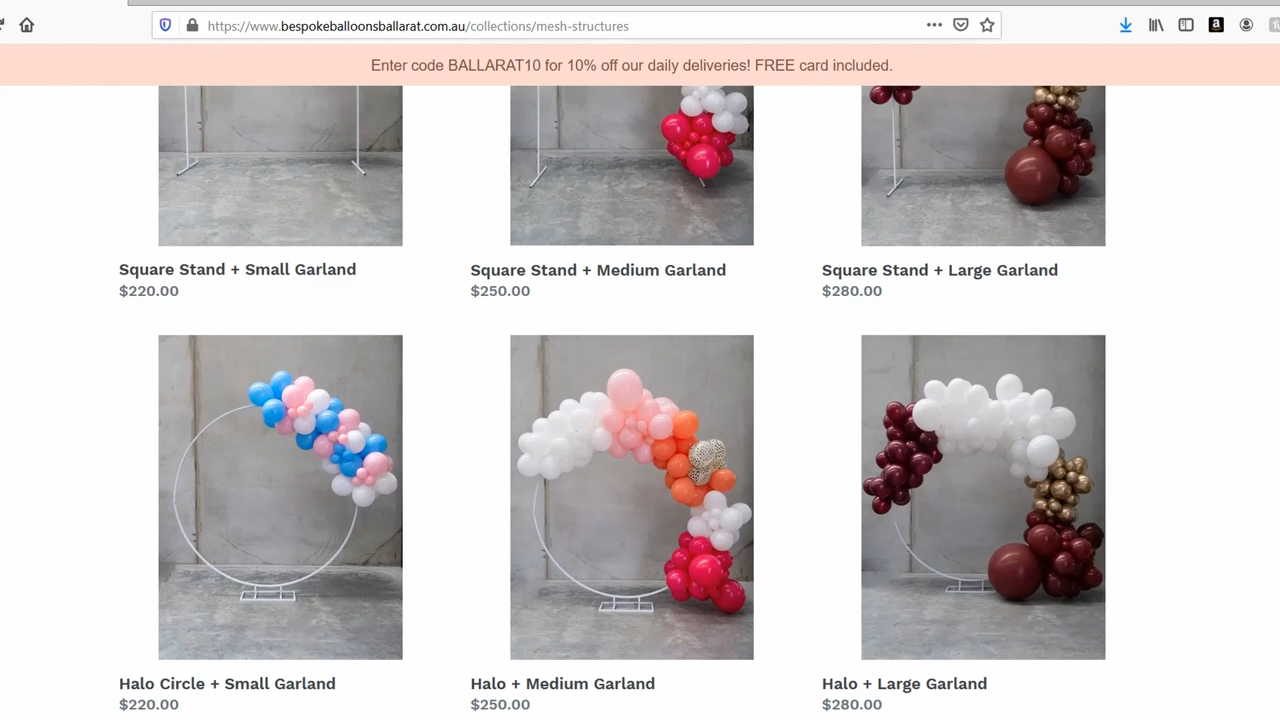 https://www.bespokeballoonsballarat.com.au/collections/mesh-structures
Enter code BALLARAT10 for 10% off our daily deliveries! FREE card included.
Square Stand + Small Garland
$220.00
Square Stand + Medium Garland
$250.00
Square Stand + Large Garland
$280.00
Halo Circle + Small Garland
$220.00
Halo + Medium Garland
$250.00
Halo + Large Garland
$280.00